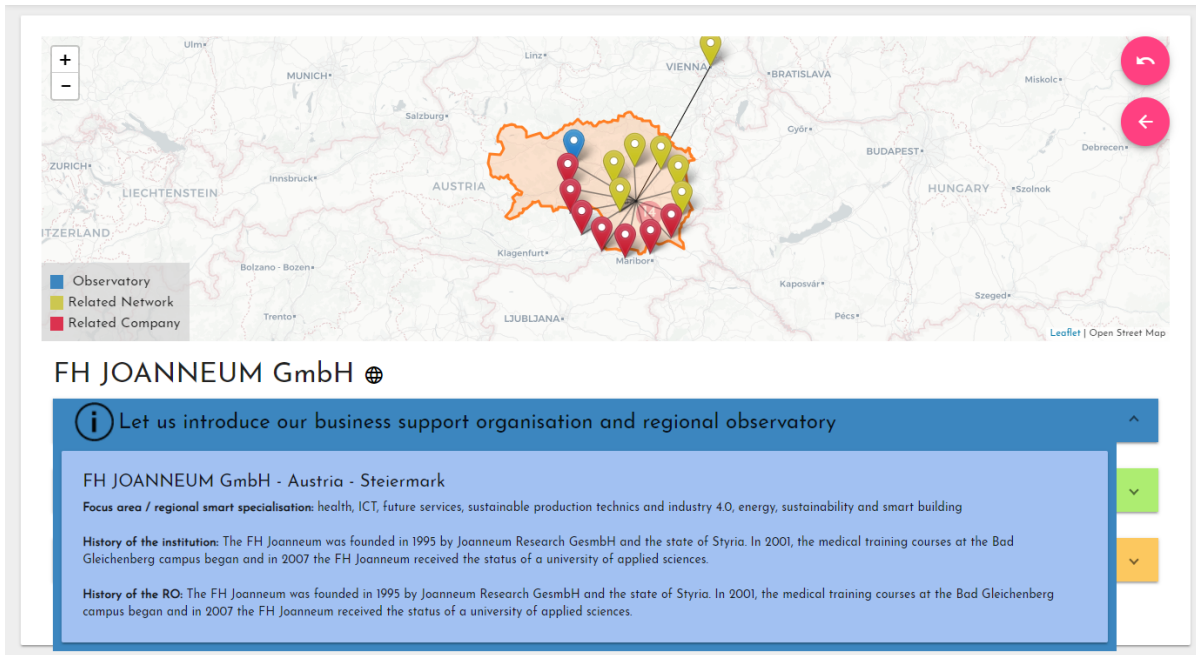 +
−
Ulm
Linz
MUNICH
VIENNA
BRATISLAVA
Miskolc
Salzburg
Győr
BUDAPEST
Debrecen
ZURICH
Innsbruck
LIECHTENSTEIN
AUSTRIA
HUNGARY
Szolnok
ITZERLAND
Klagenfurt
Maribor
Bolzano - Bozen
Kaposvár
Szeged
Trento
LJUBLJANA
Pécs
Observatory
Related Network
Related Company
Leaflet | Open Street Map
FH JOANNEUM GmbH
i Let us introduce our business support organisation and regional observatory
FH JOANNEUM GmbH - Austria - Steiermark
Focus area / regional smart specialisation: health, ICT, future services, sustainable production technics and industry 4.0, energy, sustainability and smart building
History of the institution: The FH Joanneum was founded in 1995 by Joanneum Research GesmbH and the state of Styria. In 2001, the medical training courses at the Bad
Gleichenberg campus began and in 2007 the FH Joanneum received the status of a university of applied sciences.
History of the RO: The FH Joanneum was founded in 1995 by Joanneum Research GesmbH and the state of Styria. In 2001, the medical training courses at the Bad Gleichenberg
campus began and in 2007 the FH Joanneum received the status of a university of applied sciences.